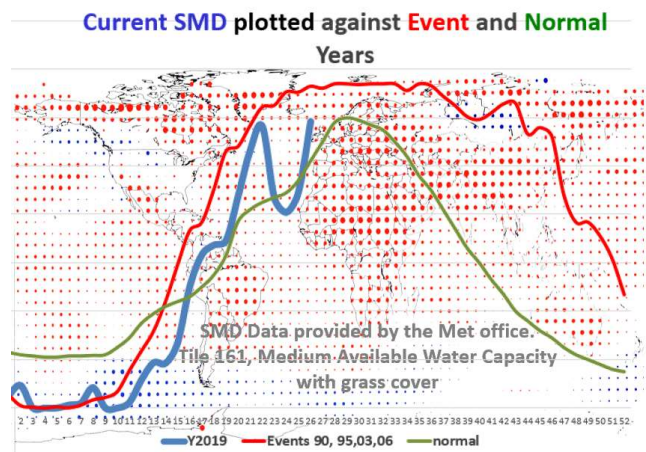 Current SMD plotted against Event and Normal
Years
SMD Data provided by the Met office.
Tile 161, Medium Available Water Capacity
with grass cover
2 3 4 5 6 7 8 9 10 11 12 13 14 15 16 17 18 19 20 21 22 23 24 25 26 27 28 29 30 31 32 33 34 35 36 37 38 39 40 41 42 43 44 45 46 47 48 49 50 51 52
Y2019 Events 90, 95,03,06 normal